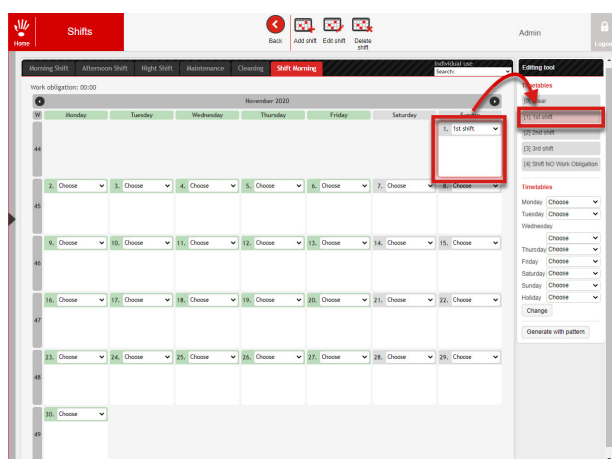 Home
Shifts
Back
Add shift
Edit shift
Delete shift
Admin
Logout
Morning Shift Afternoon Shift Night Shift Maintenance Cleaning Shift Morning
Individual use
Search:
Work obligation: 00:00
November 2020
W Monday Tuesday Wednesday Thursday Friday Saturday Sunday
44
1. 1st shift
45
2. Choose 3. Choose 4. Choose 5. Choose 6. Choose 7. Choose 8. Choose
46
9. Choose 10. Choose 11. Choose 12. Choose 13. Choose 14. Choose 15. Choose
47
16. Choose 17. Choose 18. Choose 19. Choose 20. Choose 21. Choose 22. Choose
48
23. Choose 24. Choose 25. Choose 26. Choose 27. Choose 28. Choose 29. Choose
49
30. Choose
Editing tool
Timetables
[1] 1st shift
[2] 2nd shift
[3] 3rd shift
[4] Shift NO Work Obligation
Timetables
Monday Choose
Tuesday Choose
Wednesday
Choose
Thursday Choose
Friday Choose
Saturday Choose
Sunday Choose
Holiday Choose
Change
Generate with pattern